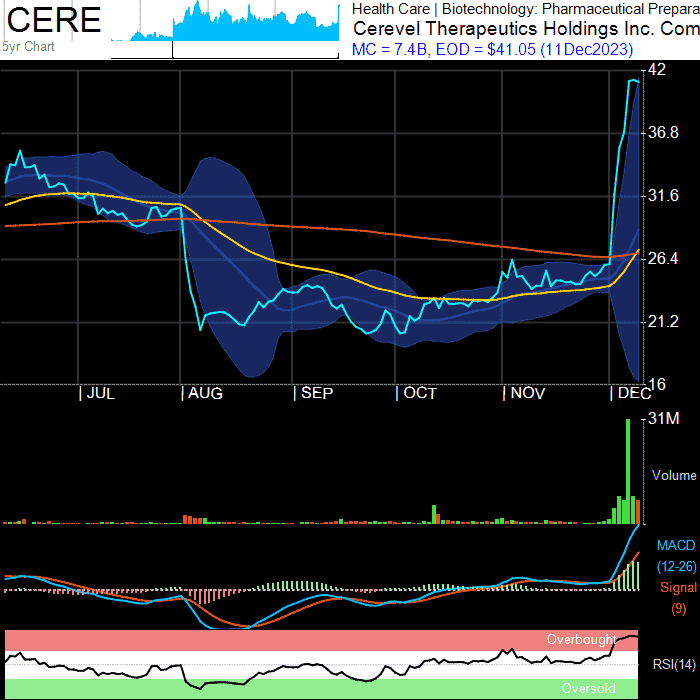 CERE
5yr Chart
Health Care | Biotechnology: Pharmaceutical Prepara
Cerevel Therapeutics Holdings Inc. Com
MC = 7.4B, EOD = $41.05 (11Dec2023)
42
36.8
31.6
26.4
21.2
16
| JUL | AUG | SEP | OCT | NOV | DEC
31M
Volume
MACD
(12-26)
Signal
(9)
Overbought
RSI(14)
Oversold